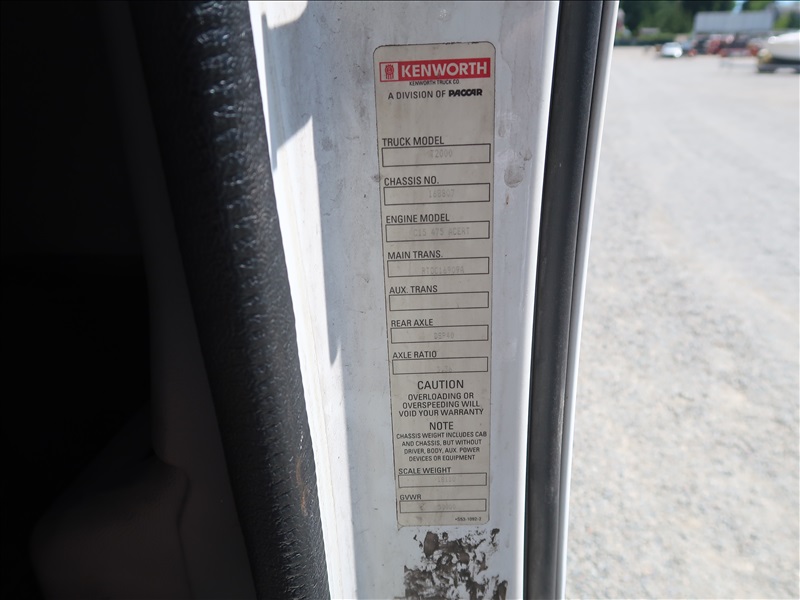 KENWORTH
KENWORTH TRUCK CO.
A DIVISION OF PACCAR
TRUCK MODEL
CHASSIS NO.
ENGINE MODEL
MAIN TRANS.
AUX. TRANS
REAR AXLE
AXLE RATIO
CAUTION
OVERLOADING OR
OVERSPEEDING WILL
VOID YOUR WARRANTY
NOTE
CHASSIS WEIGHT INCLUDES CAB
AND CHASSIS, BUT WITHOUT
DRIVER, BODY, AUX. POWER
DEVICES OR EQUIPMENT
SCALE WEIGHT
GVWR